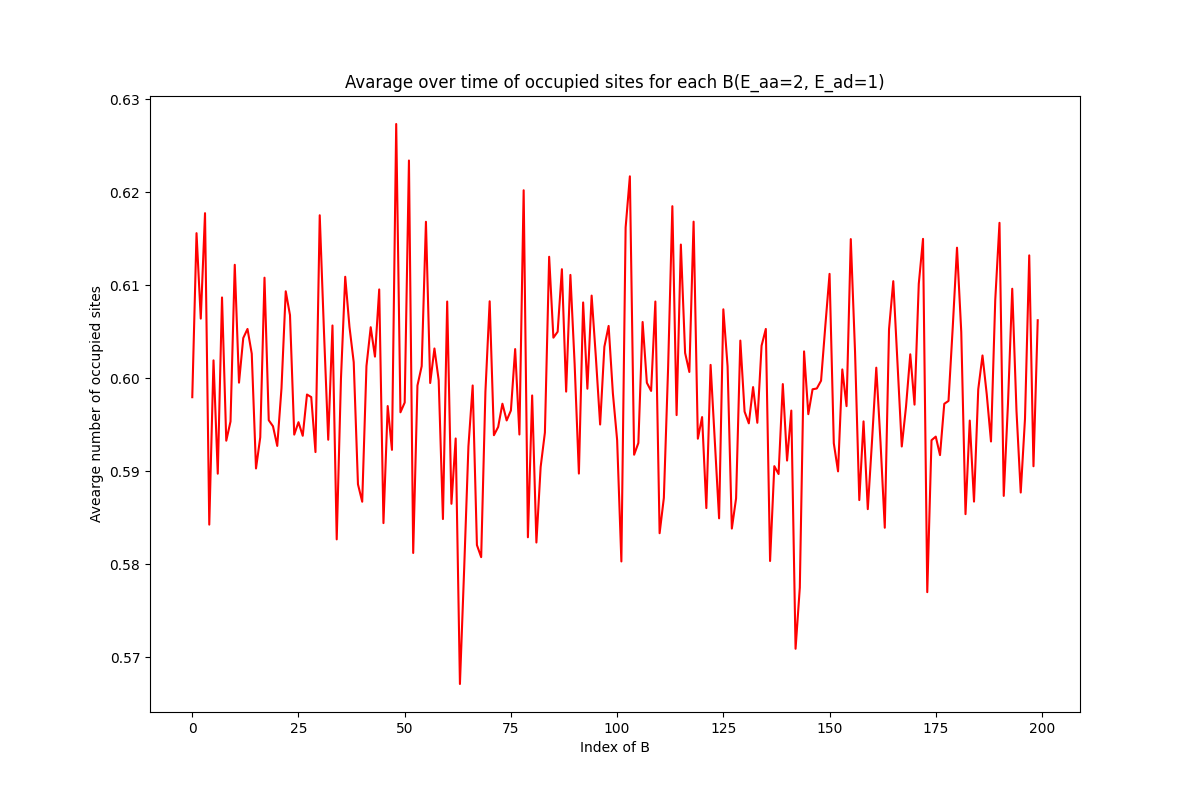 Avarage over time of occupied sites for each B(E_aa=2, E_ad=1)
0.63
0.62
0.61
0.60
0.59
0.58
0.57
Avearge number of occupied sites
0 25 50 75 100 125 150 175 200
Index of B